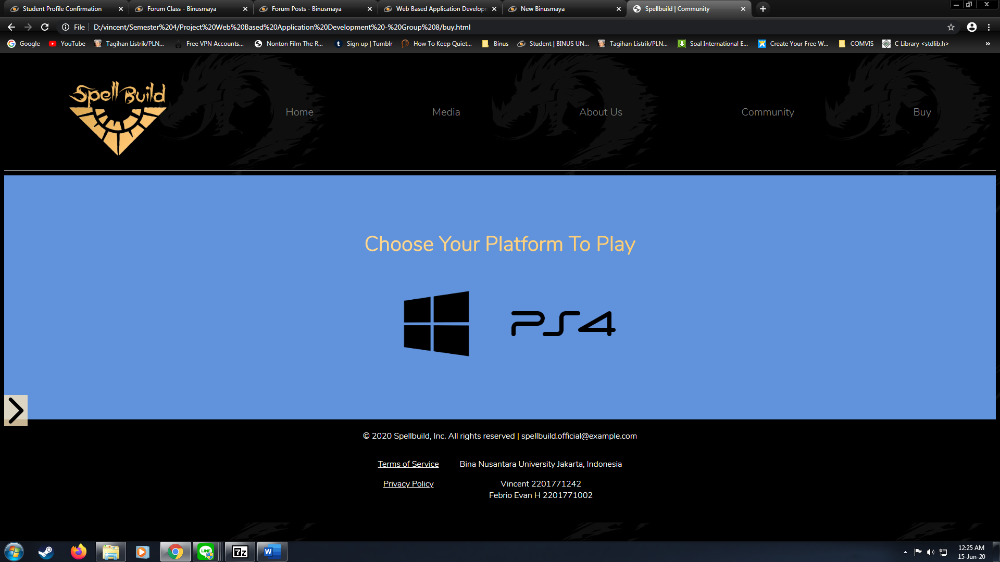 Student Profile Confirmation
Forum Class - Binusmaya
Forum Posts - Binusmaya
Web Based Application Develop
New Binusmaya
Spellbuild | Community
File
D:/vincent/Semester%204/Project%20Web%20Based%20Application%20Development%20-%20Group%208/buy.html
Google
YouTube
Tagihan Listrik/PLN...
Free VPN Accounts...
Nonton Film The R...
Sign up | Tumblr
How To Keep Quiet...
Binus
Student | BINUS UN...
Tagihan Listrik/PLN...
Soal International E...
Create Your Free W...
COMVIS
C Library <stdlib.h>
»
Spell Build
Home
Media
About Us
Community
Buy
Choose Your Platform To Play
PS4
© 2020 Spellbuild, Inc. All rights reserved | spellbuild.official@example.com
Terms of Service
Bina Nusantara University Jakarta, Indonesia
Privacy Policy
Vincent 2201771242
Febrio Evan H 2201771002
LINE
7z
W
12:25 AM
15-Jun-20